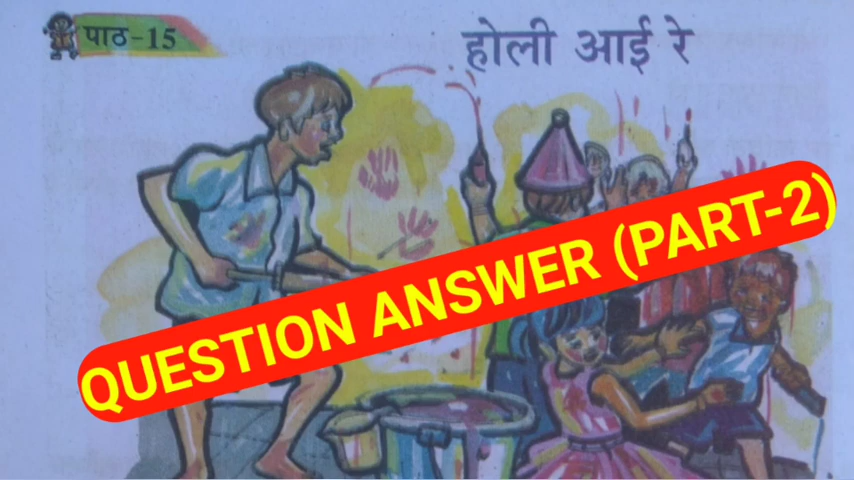 पाठ-15
होली आई रे
QUESTION ANSWER (PART-2)